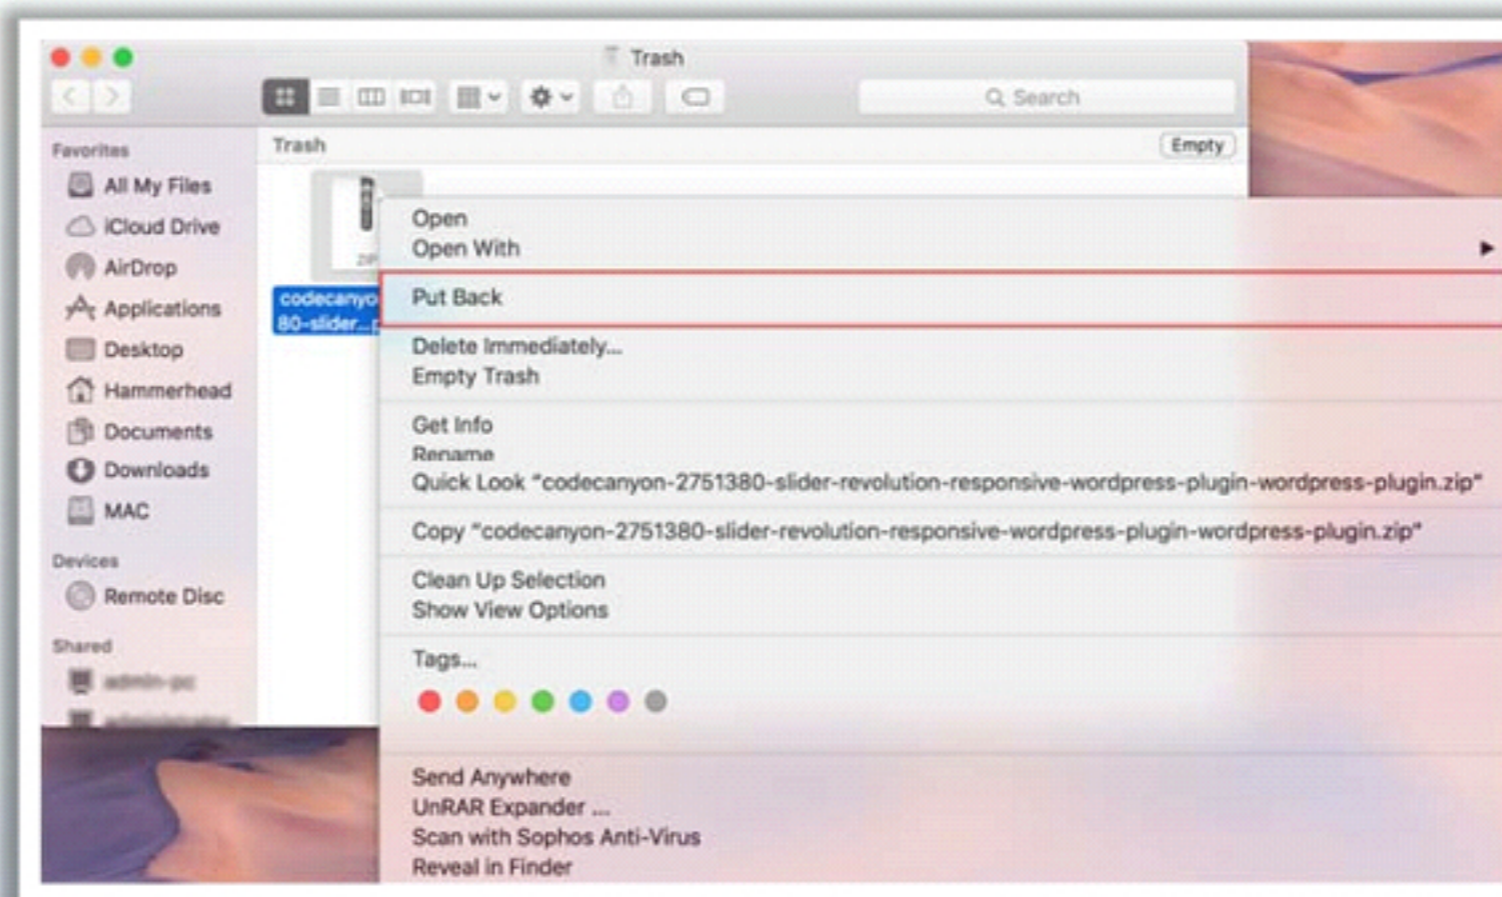 Trash
Search
Favorites
All My Files
iCloud Drive
AirDrop
Applications
Desktop
Hammerhead
Documents
Downloads
MAC
Devices
Remote Disc
Shared
Trash
Empty
ZIP
codecanyo
80-slider...p
Open
Open With
Put Back
Delete Immediately...
Empty Trash
Get Info
Rename
Quick Look "codecanyon-2751380-slider-revolution-responsive-wordpress-plugin-wordpress-plugin.zip"
Copy "codecanyon-2751380-slider-revolution-responsive-wordpress-plugin-wordpress-plugin.zip"
Clean Up Selection
Show View Options
Tags...
Send Anywhere
UnRAR Expander ...
Scan with Sophos Anti-Virus
Reveal in Finder